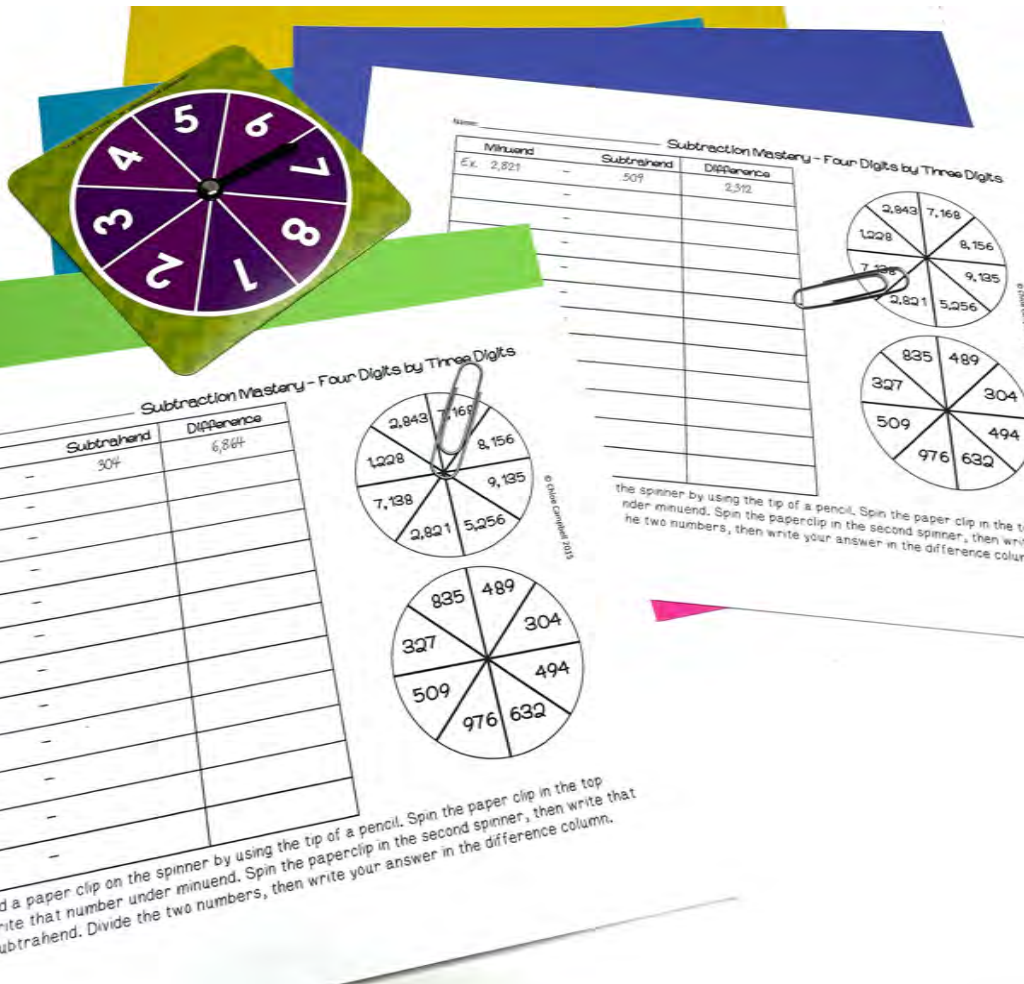 5
6
7
8
1
2
3
4
Name:
Subtraction Mastery - Four Digits by Three Digits
Minuend Subtrahend Difference
Ex. 2,821 - 509 2,312
-
-
-
-
2,843 7,168
1,228 8,156
7,138 9,135
2,821 5,256
835 489
327 304
509 494
976 632
the spinner by using the tip of a pencil. Spin the paper clip in the
nder minuend. Spin the paperclip in the second spinner, then
he two numbers, then write your answer in the difference
Subtraction Mastery - Four Digits by Three Digits
Subtrahend Difference
- 304 6,864
-
-
-
-
-
-
-
-
-
-
-
-
2,843 7,168
1,228 8,156
7,138 9,135
2,821 5,256
© Chloe Campbell 2015
835 489
327 304
509 494
976 632
d a paper clip on the spinner by using the tip of a pencil. Spin the paper clip in the top
rite that number under minuend. Spin the paperclip in the second spinner, then write that
ubtrahend. Divide the two numbers, then write your answer in the difference column.